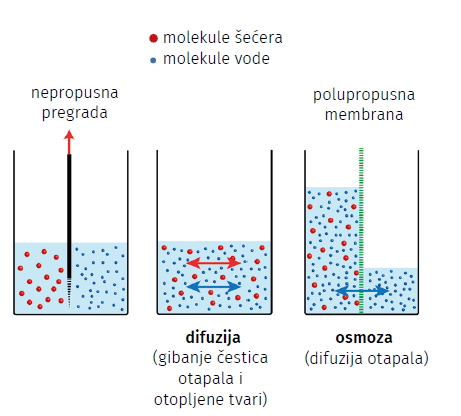 molekule šećera
molekule vode
nepropusna
pregrada
polupropusna
membrana
difuzija
(gibanje čestica
otapala i
otopljene tvari)
osmoza
(difuzija otapala)